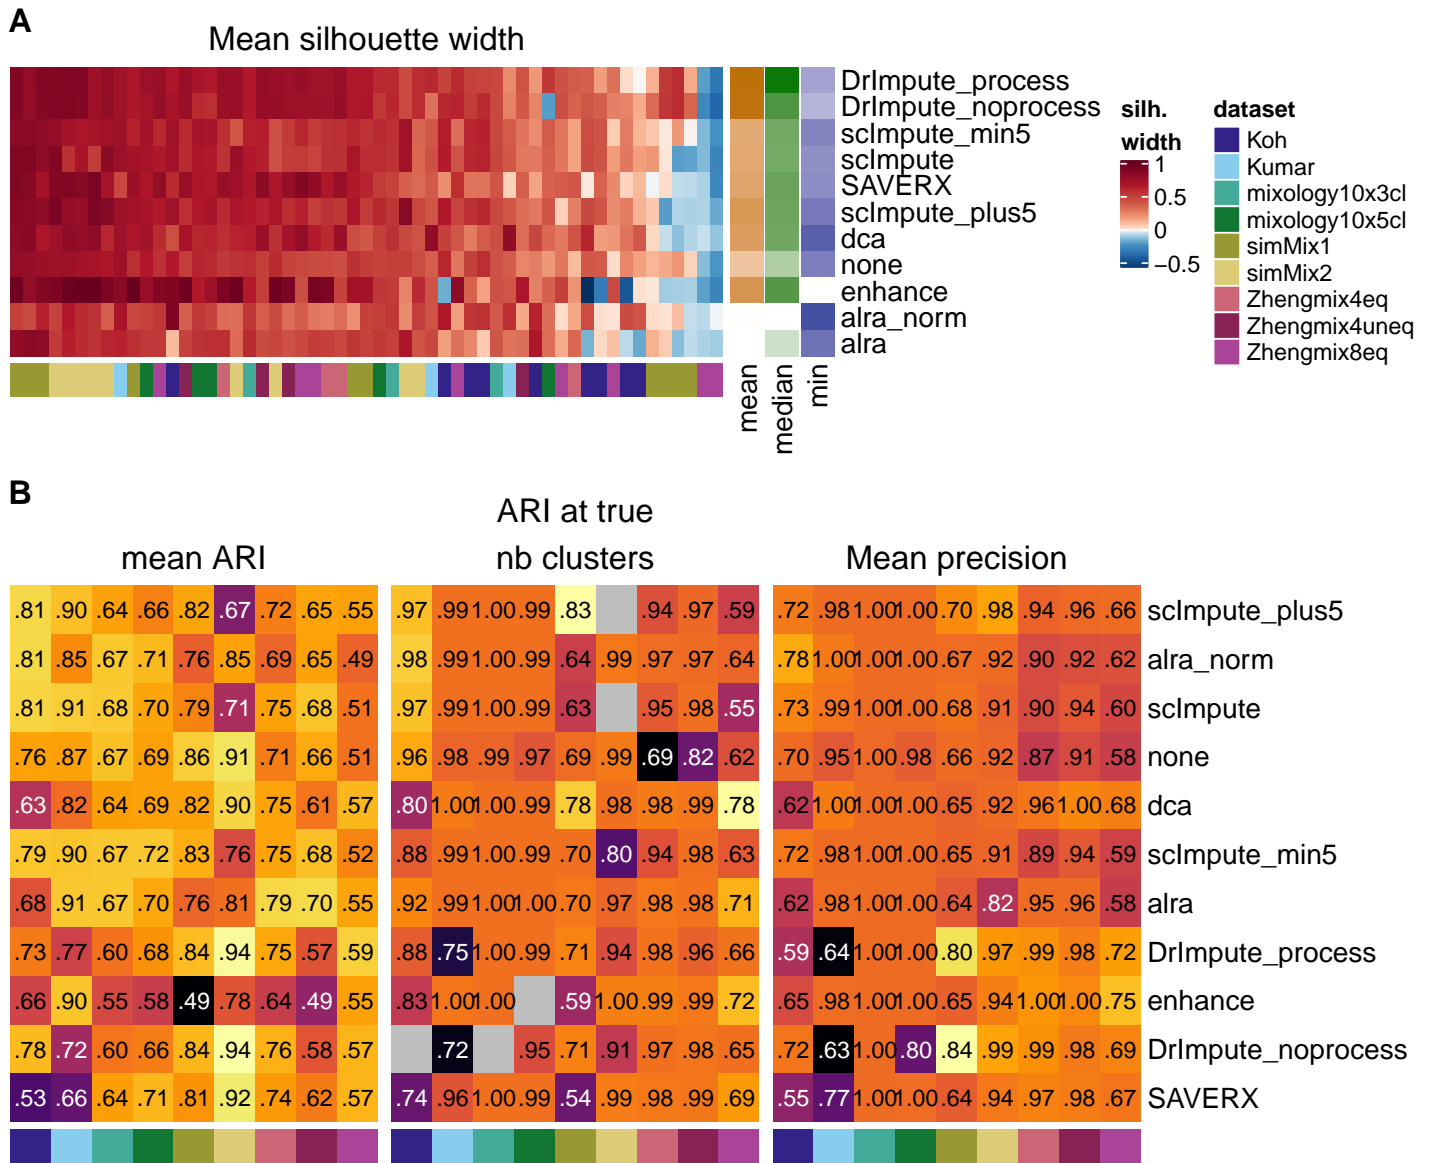 A
Mean silhouette width
DrImpute_process
DrImpute_noprocess
scImpute_min5
scImpute
SAVERX
scImpute_plus5
dca
none
enhance
alra_norm
alra
mean
median
min
silh.
width
1
0.5
0
−0.5
dataset
Koh
Kumar
mixology10x3cl
mixology10x5cl
simMix1
simMix2
Zhengmix4eq
Zhengmix4uneq
Zhengmix8eq
B
mean ARI
ARI at true
nb clusters
Mean precision
.81 .90 .64 .66 .82 .67 .72 .65 .55 .97 .99 1.00 .99 .83 .94 .97 .59 .72 .98 1.00 1.00 .70 .98 .94 .96 .66 scImpute_plus5
.81 .85 .67 .71 .76 .85 .69 .65 .49 .98 .99 1.00 .99 .64 .99 .97 .97 .64 .78 1.00 1.00 1.00 .67 .92 .90 .92 .62 alra_norm
.81 .91 .68 .70 .79 .71 .75 .68 .51 .97 .99 1.00 .99 .63 .95 .98 .55 .73 .99 1.00 1.00 .68 .91 .90 .94 .60 scImpute
.76 .87 .67 .69 .86 .91 .71 .66 .51 .96 .98 .99 .97 .69 .99 .69 .82 .62 .70 .95 1.00 .98 .66 .92 .87 .91 .58 none
.63 .82 .64 .69 .82 .90 .75 .61 .57 .80 1.00 1.00 .99 .78 .98 .98 .99 .78 .62 1.00 1.00 1.00 .65 .92 .96 1.00 .68 dca
.79 .90 .67 .72 .83 .76 .75 .68 .52 .88 .99 1.00 .99 .70 .80 .94 .98 .63 .72 .98 1.00 1.00 .65 .91 .89 .94 .59 scImpute_min5
.68 .91 .67 .70 .76 .81 .79 .70 .55 .92 .99 1.00 1.00 .70 .97 .98 .98 .71 .62 .98 1.00 1.00 .64 .82 .95 .96 .58 alra
.73 .77 .60 .68 .84 .94 .75 .57 .59 .88 .75 1.00 .99 .71 .94 .98 .96 .66 .59 .64 1.00 1.00 .80 .97 .99 .98 .72 DrImpute_process
.66 .90 .55 .58 .49 .78 .64 .49 .55 .83 1.00 1.00 .59 1.00 .99 .99 .72 .65 .98 1.00 1.00 .65 .94 1.00 1.00 .75 enhance
.78 .72 .60 .66 .84 .94 .76 .58 .57 .72 .95 .71 .91 .97 .98 .65 .72 .63 1.00 .80 .84 .99 .99 .98 .69 DrImpute_noprocess
.53 .66 .64 .71 .81 .92 .74 .62 .57 .74 .96 1.00 .99 .54 .99 .98 .99 .69 .55 .77 1.00 1.00 .64 .94 .97 .98 .67 SAVERX